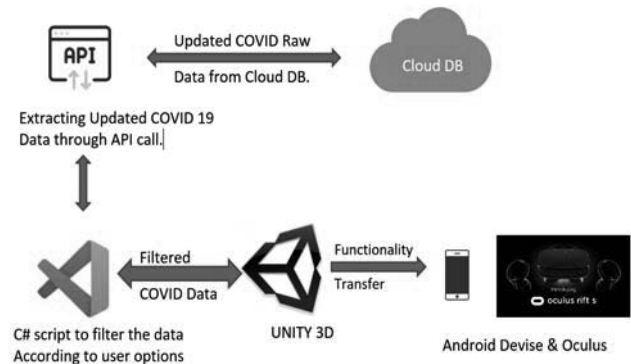 API
Updated COVID Raw
Data from Cloud DB.
Cloud DB
Extracting Updated COVID 19
Data through API call.
Filtered
COVID Data
Functionality
Transfer
oculus rift s
C# script to filter the data
According to user options
UNITY 3D
Android Devise & Oculus